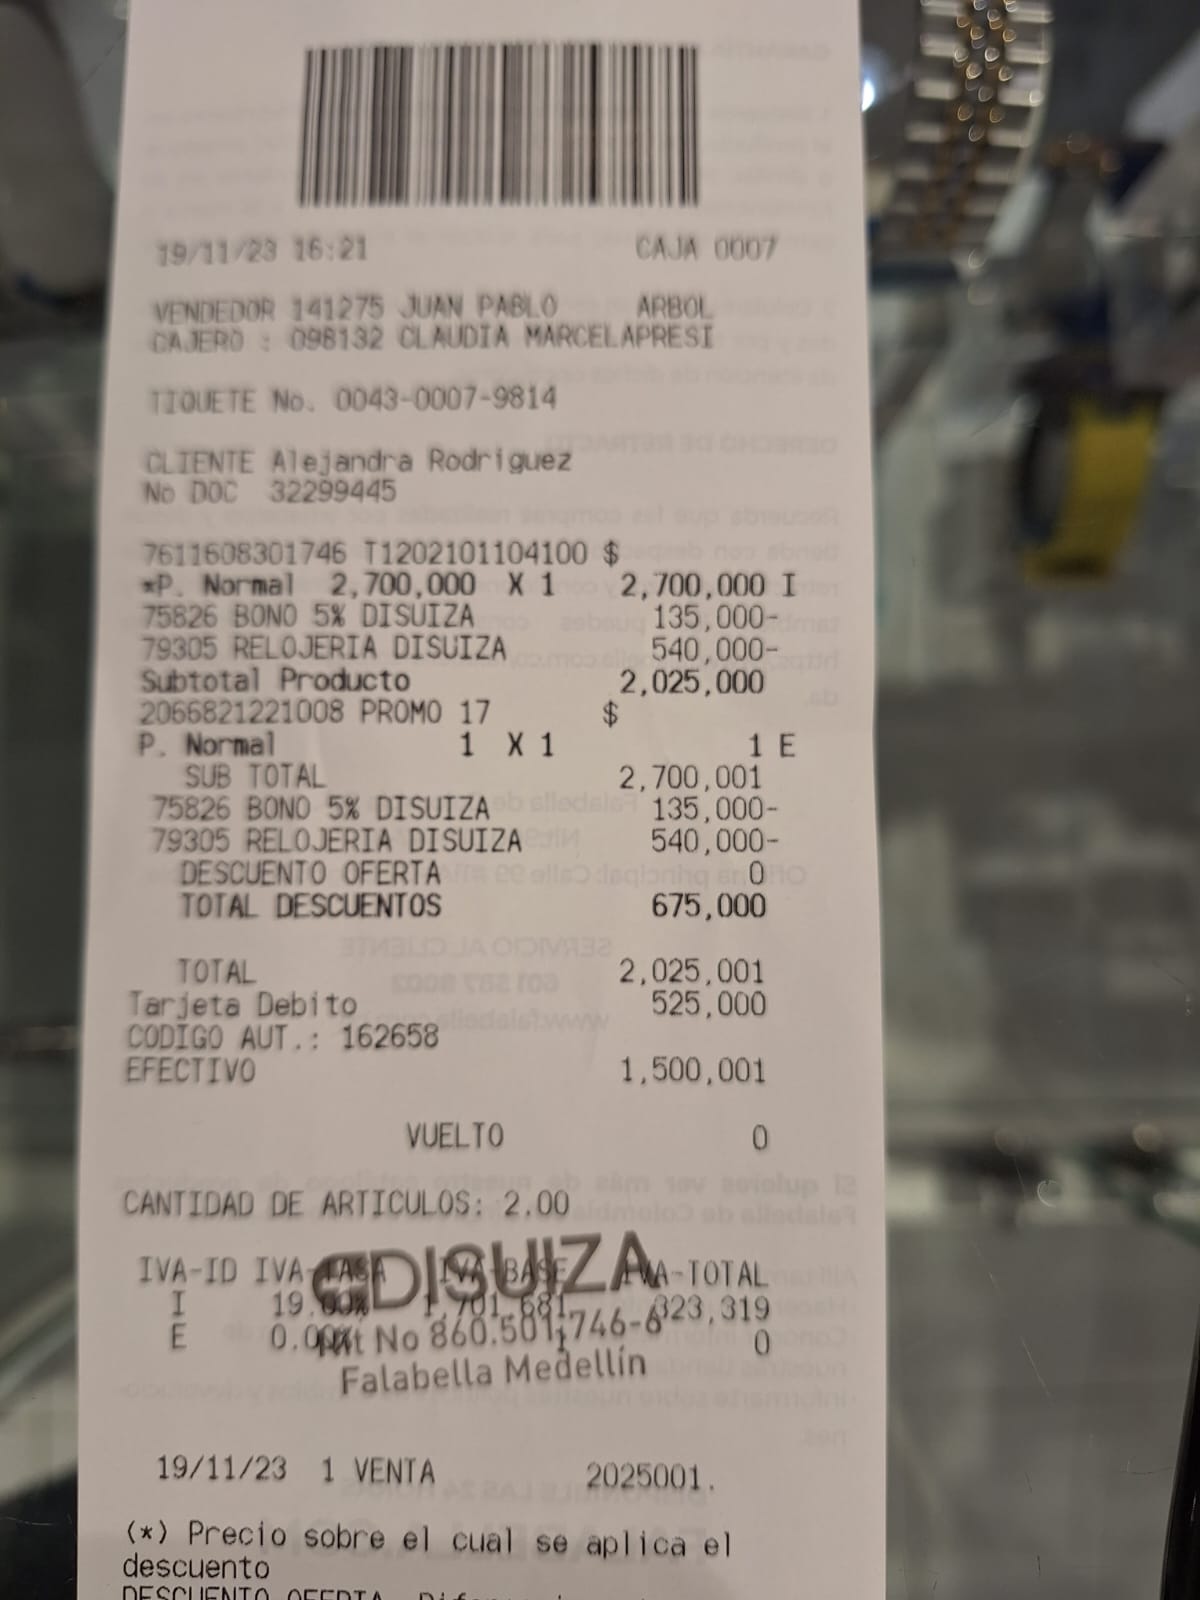 19/11/23 16:21 CAJA 0007
VENDEDOR 141275 JUAN PABLO ARBOL
CAJERO : 098132 CLAUDIA MARCELAPRESI
TIQUETE No. 0043-0007-9814
CLIENTE Alejandra Rodriguez
No DOC 32299445
7611608301746 T1202101104100 $
*P. Normal 2,700,000 X 1 2,700,000 I
75826 BONO 5% DISUIZA 135,000-
79305 RELOJERIA DISUIZA 540,000-
Subtotal Producto 2,025,000
2066821221008 PROMO 17 $
P. Normal 1 X 1 1 E
SUB TOTAL 2,700,001
75826 BONO 5% DISUIZA 135,000-
79305 RELOJERIA DISUIZA 540,000-
DESCUENTO OFERTA 0
TOTAL DESCUENTOS 675,000
TOTAL 2,025,001
Tarjeta Debito 525,000
CODIGO AUT.: 162658
EFECTIVO 1,500,001
VUELTO 0
CANTIDAD DE ARTICULOS: 2.00
IVA-ID IVA-TASA IVA-BASE IVA-TOTAL
DISUIZA
I 19.00% 1,701,681 323,319
E 0.00% 1 0
Nit No 860.501.746-6
Falabella Medellín
19/11/23 1 VENTA 2025001.
(*) Precio sobre el cual se aplica el
descuento
DESCUENTO OFERTA